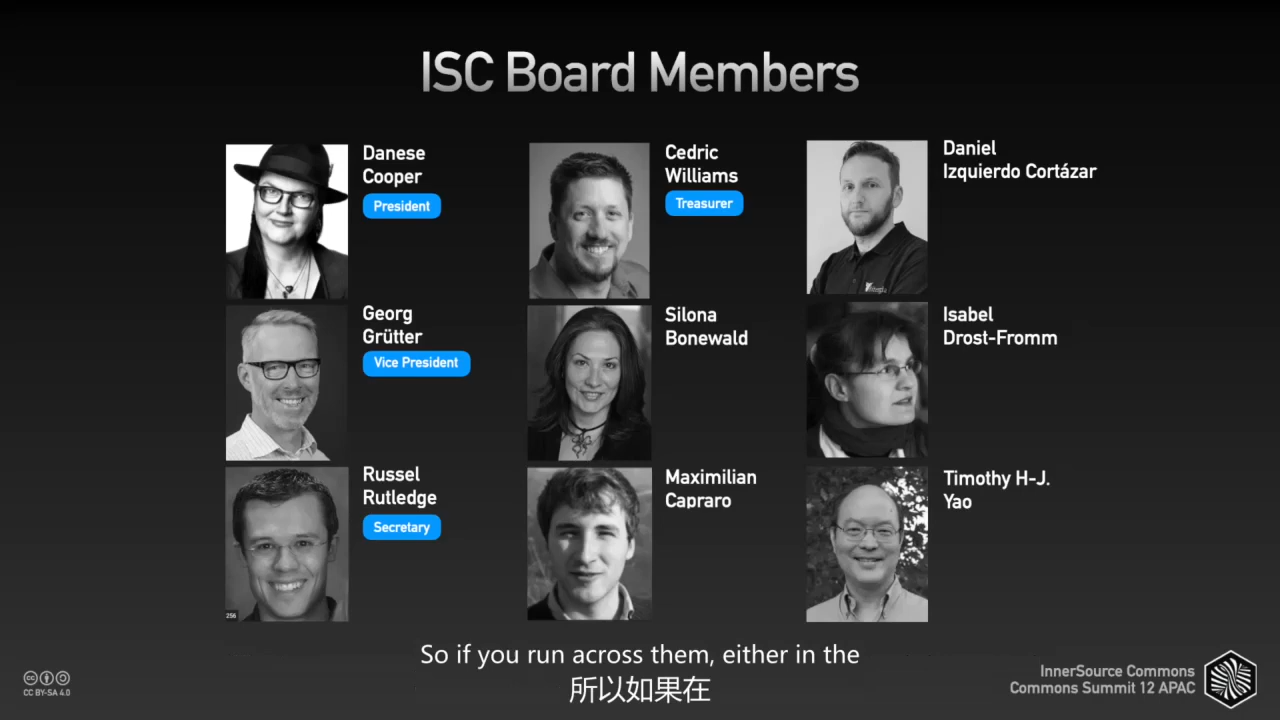 ISC Board Members
Danese
Cooper
President
Cedric
Williams
Treasurer
Daniel
Izquierdo Cortázar
Georg
Grütter
Vice President
Silona
Bonewald
Isabel
Drost-Fromm
Russel
Rutledge
Secretary
Maximilian
Capraro
Timothy H-J.
Yao
256
So if you run across them, either in the
所以如果在
CC BY-SA 4.0
InnerSource Commons
Commons Summit 12 APAC